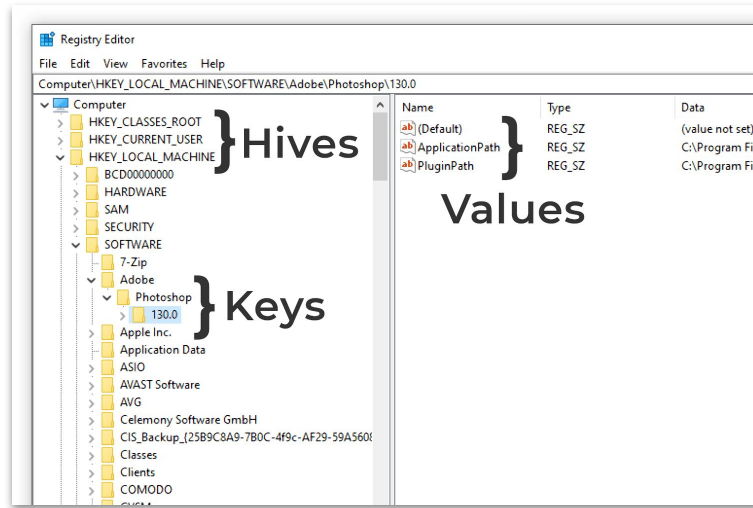 Registry Editor
File Edit View Favorites Help
Computer\HKEY_LOCAL_MACHINE\SOFTWARE\Adobe\Photoshop\130.0
Computer
HKEY_CLASSES_ROOT
HKEY_CURRENT_USER
HKEY_LOCAL_MACHINE
} Hives
BCD00000000
HARDWARE
SAM
SECURITY
SOFTWARE
7-Zip
Adobe
Photoshop
130.0
} Keys
Apple Inc.
Application Data
ASIO
AVAST Software
AVG
Celemony Software GmbH
CIS_Backup_{25B9C8A9-7B0C-4f9c-AF29-59A5608
Classes
Clients
COMODO
Name Type Data
(Default) REG_SZ (value not set)
ApplicationPath REG_SZ C:\Program Fi
PluginPath REG_SZ C:\Program Fi
} Values